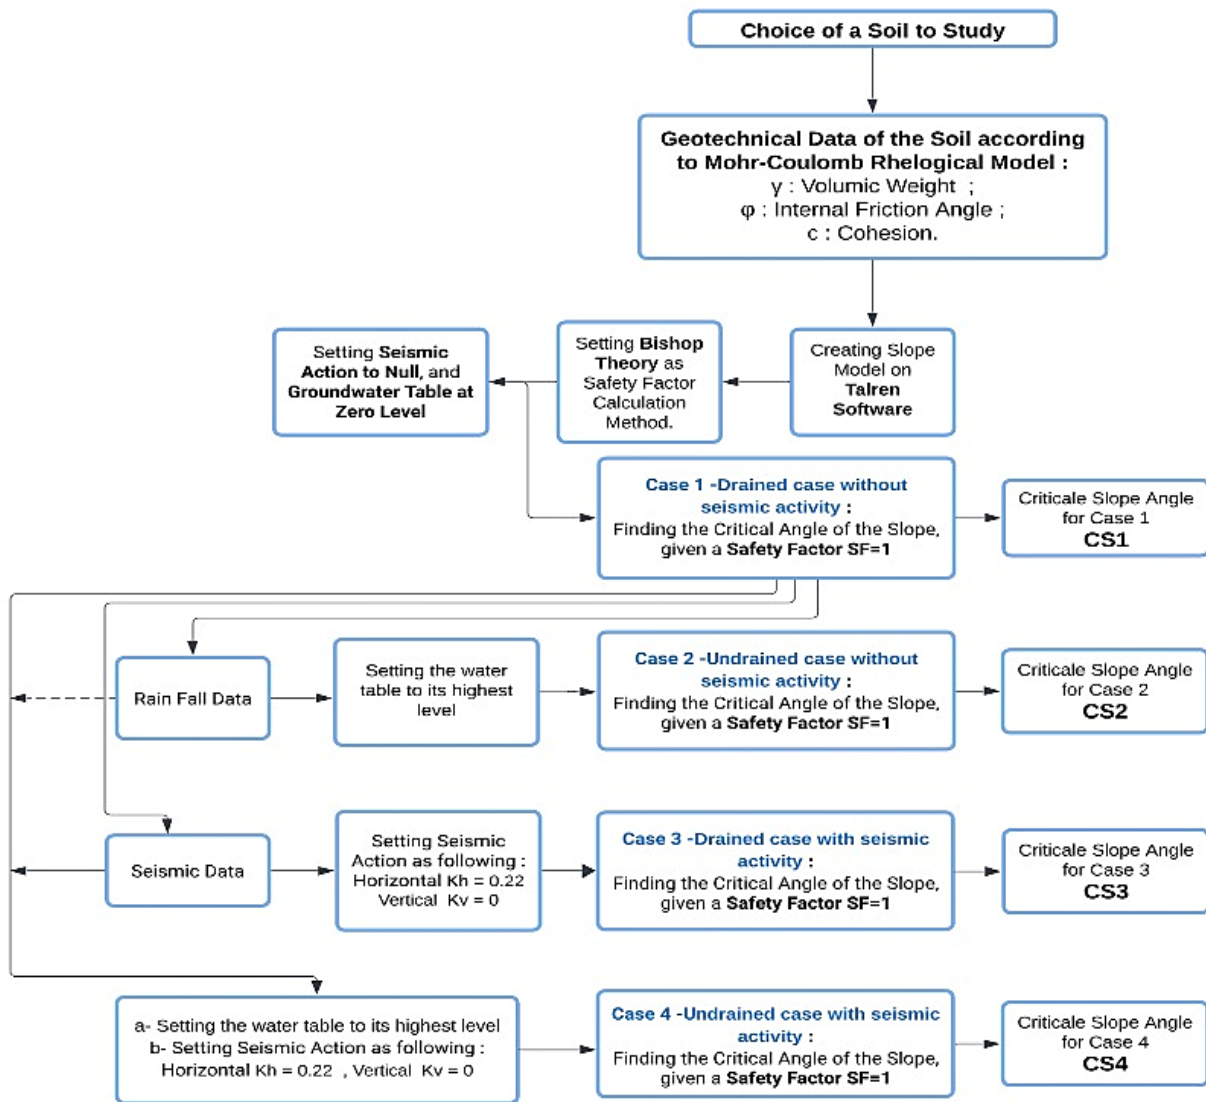 Choice of a Soil to Study
Geotechnical Data of the Soil according
to Mohr-Coulomb Rhelogical Model :
γ : Volumic Weight ;
φ : Internal Friction Angle ;
c : Cohesion.
Setting Seismic
Action to Null, and
Groundwater Table at
Zero Level
Setting Bishop
Theory as
Safety Factor
Calculation
Method.
Creating Slope
Model on
Talren
Software
Case 1 -Drained case without
seismic activity :
Finding the Critical Angle of the Slope,
given a Safety Factor SF=1
Criticale Slope Angle
for Case 1
CS1
Rain Fall Data
Setting the water
table to its highest
level
Case 2 -Undrained case without
seismic activity :
Finding the Critical Angle of the Slope,
given a Safety Factor SF=1
Criticale Slope Angle
for Case 2
CS2
Seismic Data
Setting Seismic
Action as following :
Horizontal Kh = 0.22
Vertical Kv = 0
Case 3 -Drained case with seismic
activity :
Finding the Critical Angle of the Slope,
given a Safety Factor SF=1
Criticale Slope Angle
for Case 3
CS3
a- Setting the water table to its highest level
b- Setting Seismic Action as following :
Horizontal Kh = 0.22 , Vertical Kv = 0
Case 4 -Undrained case with seismic
activity :
Finding the Critical Angle of the Slope,
given a Safety Factor SF=1
Criticale Slope Angle
for Case 4
CS4